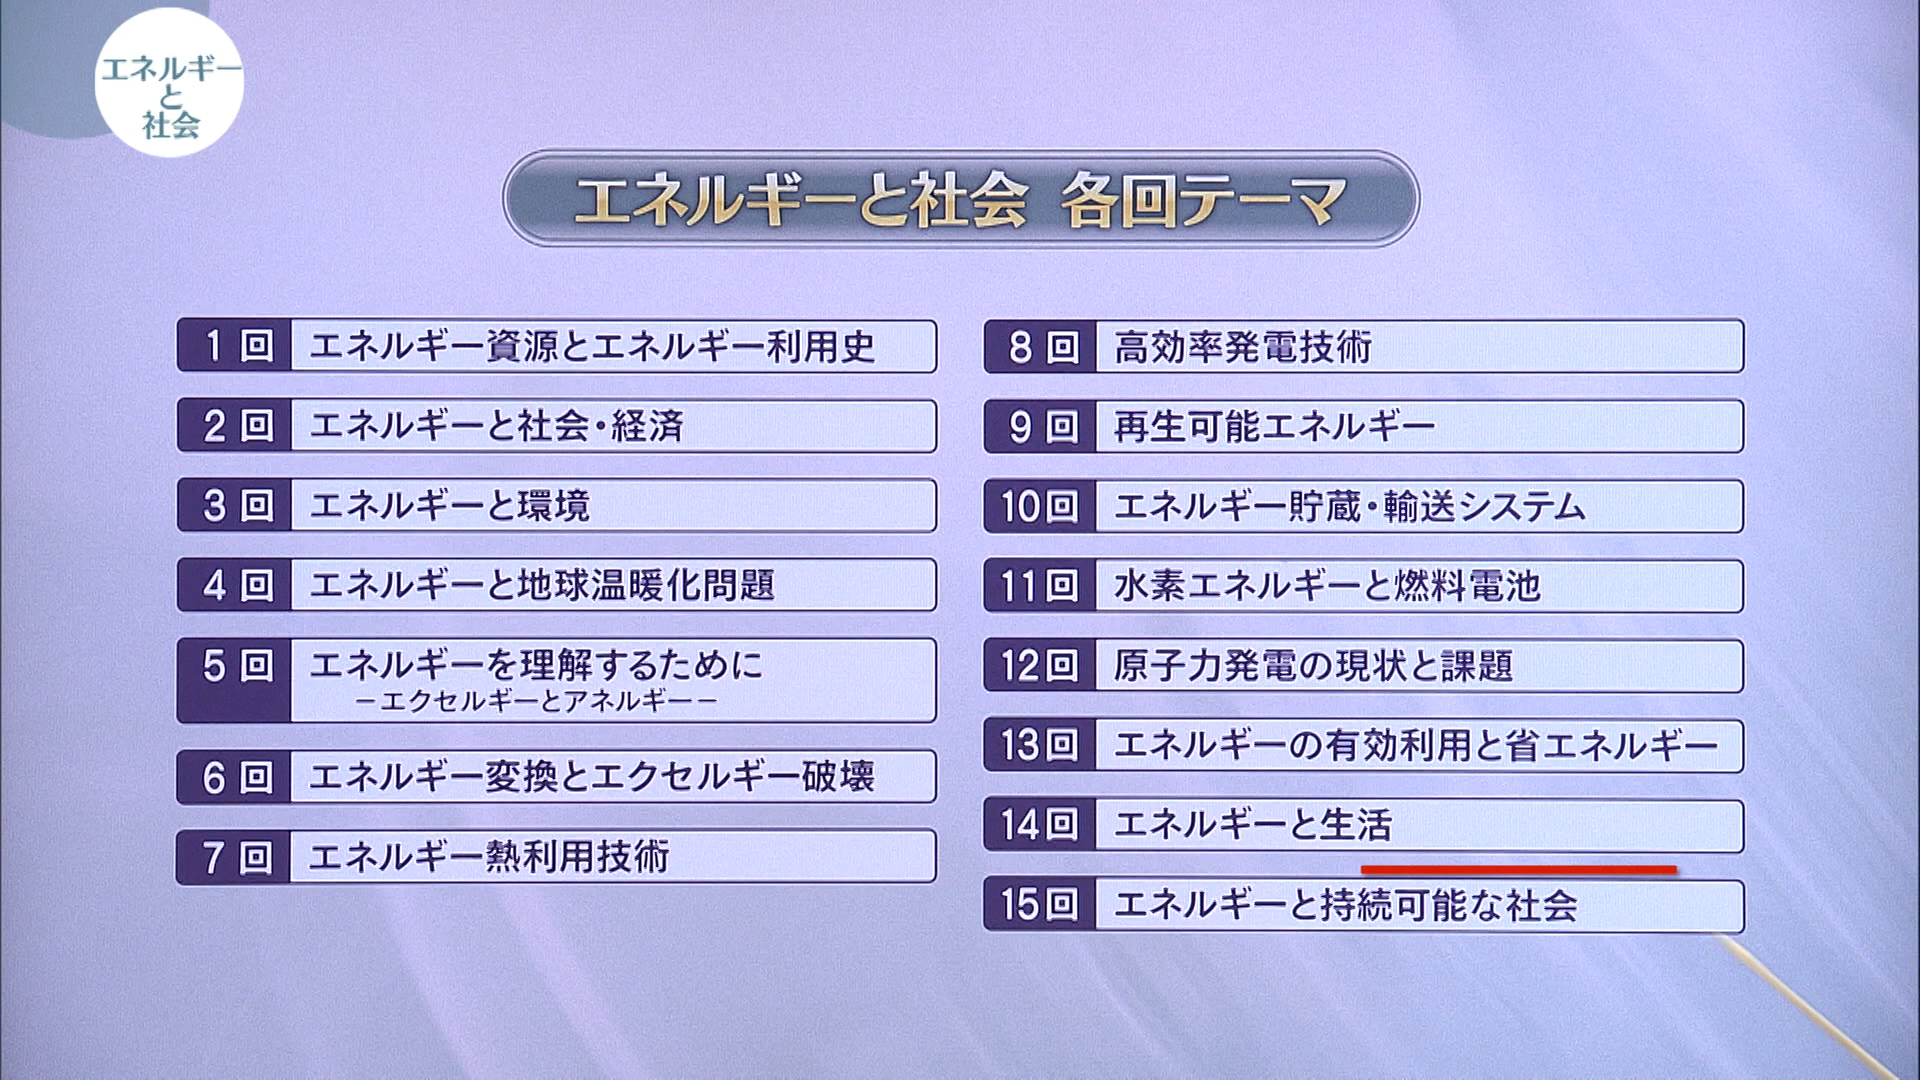 エネルギー
と
社会
エネルギーと社会 各回テーマ
1回 エネルギー資源とエネルギー利用史
2回 エネルギーと社会・経済
3回 エネルギーと環境
4回 エネルギーと地球温暖化問題
5回 エネルギーを理解するために
－エクセルギーとアネルギー－
6回 エネルギー変換とエクセルギー破壊
7回 エネルギー熱利用技術
8回 高効率発電技術
9回 再生可能エネルギー
10回 エネルギー貯蔵・輸送システム
11回 水素エネルギーと燃料電池
12回 原子力発電の現状と課題
13回 エネルギーの有効利用と省エネルギー
14回 エネルギーと生活
15回 エネルギーと持続可能な社会